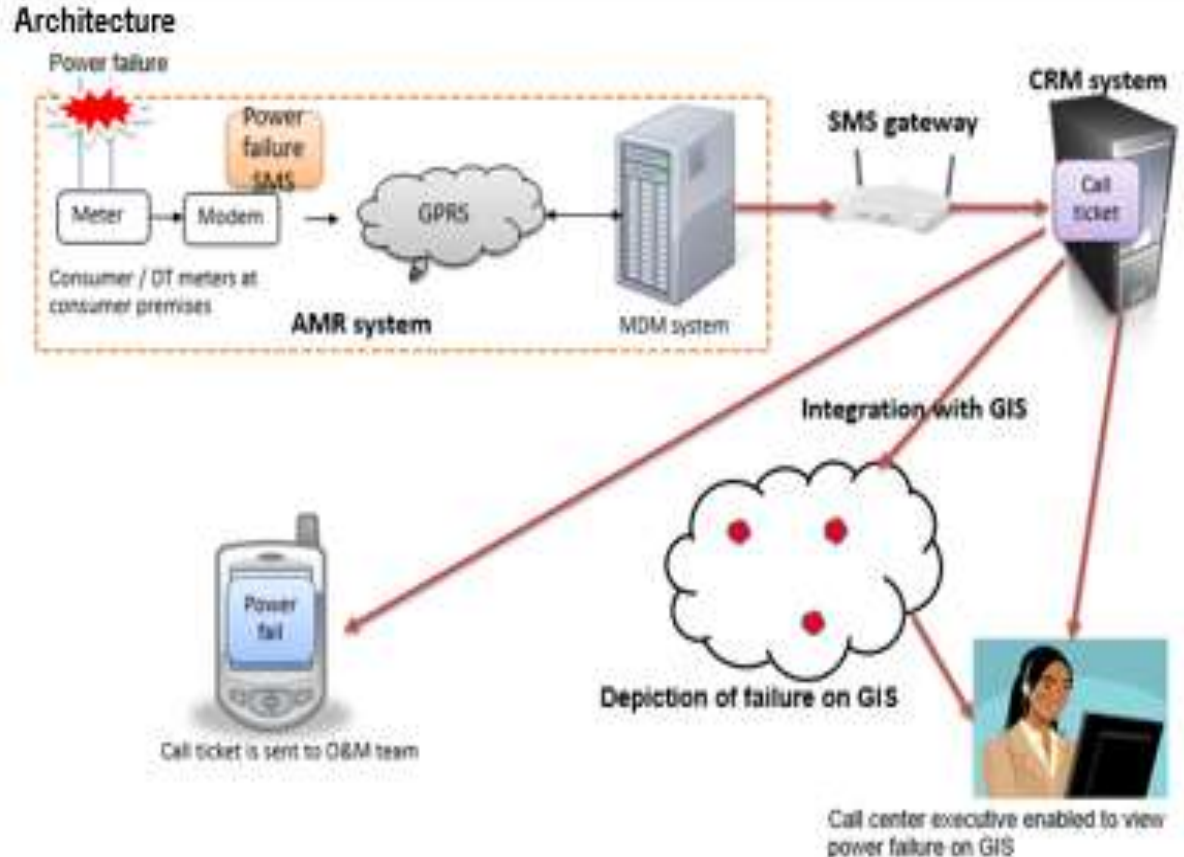 Architecture
Power failure
CRM system
Power
failure
SMS
SMS gateway
Call
ticket
Meter
Modem
GPRS
Consumer / DT meters at
consumer premises
AMR system
MDM system
Integration with GIS
Power
fail
Depiction of failure on GIS
Call ticket is sent to O&M team
Call center executive enabled to view
power failure on GIS